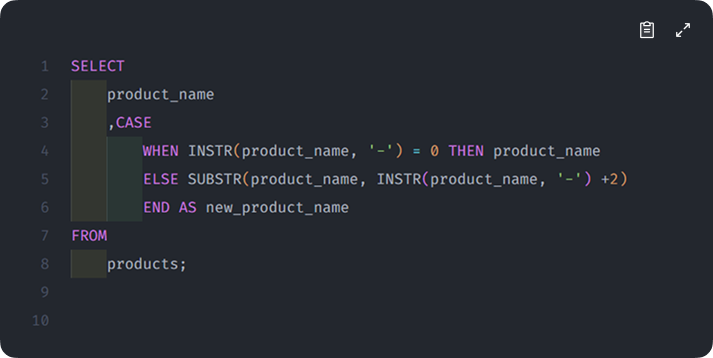 1 SELECT
2 product_name
3 ,CASE
4 WHEN INSTR(product_name, '-') = 0 THEN product_name
5 ELSE SUBSTR(product_name, INSTR(product_name, '-') +2)
6 END AS new_product_name
7 FROM
8 products;
9
10